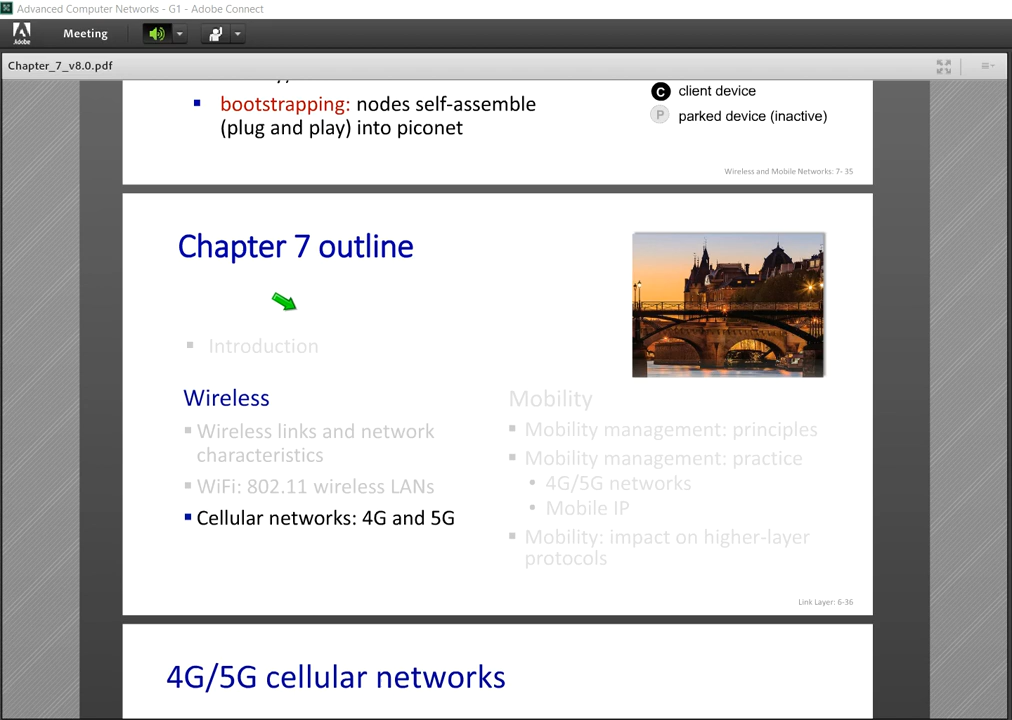 Advanced Computer Networks - G1 - Adobe Connect
Adobe
Meeting
Chapter_7_v8.0.pdf
bootstrapping: nodes self-assemble
(plug and play) into piconet
C client device
P parked device (inactive)
Wireless and Mobile Networks: 7- 35
Chapter 7 outline
Introduction
Wireless
Wireless links and network
characteristics
WiFi: 802.11 wireless LANs
Cellular networks: 4G and 5G
Mobility
Mobility management: principles
Mobility management: practice
4G/5G networks
Mobile IP
Mobility: impact on higher-layer
protocols
Link Layer: 6-36
4G/5G cellular networks